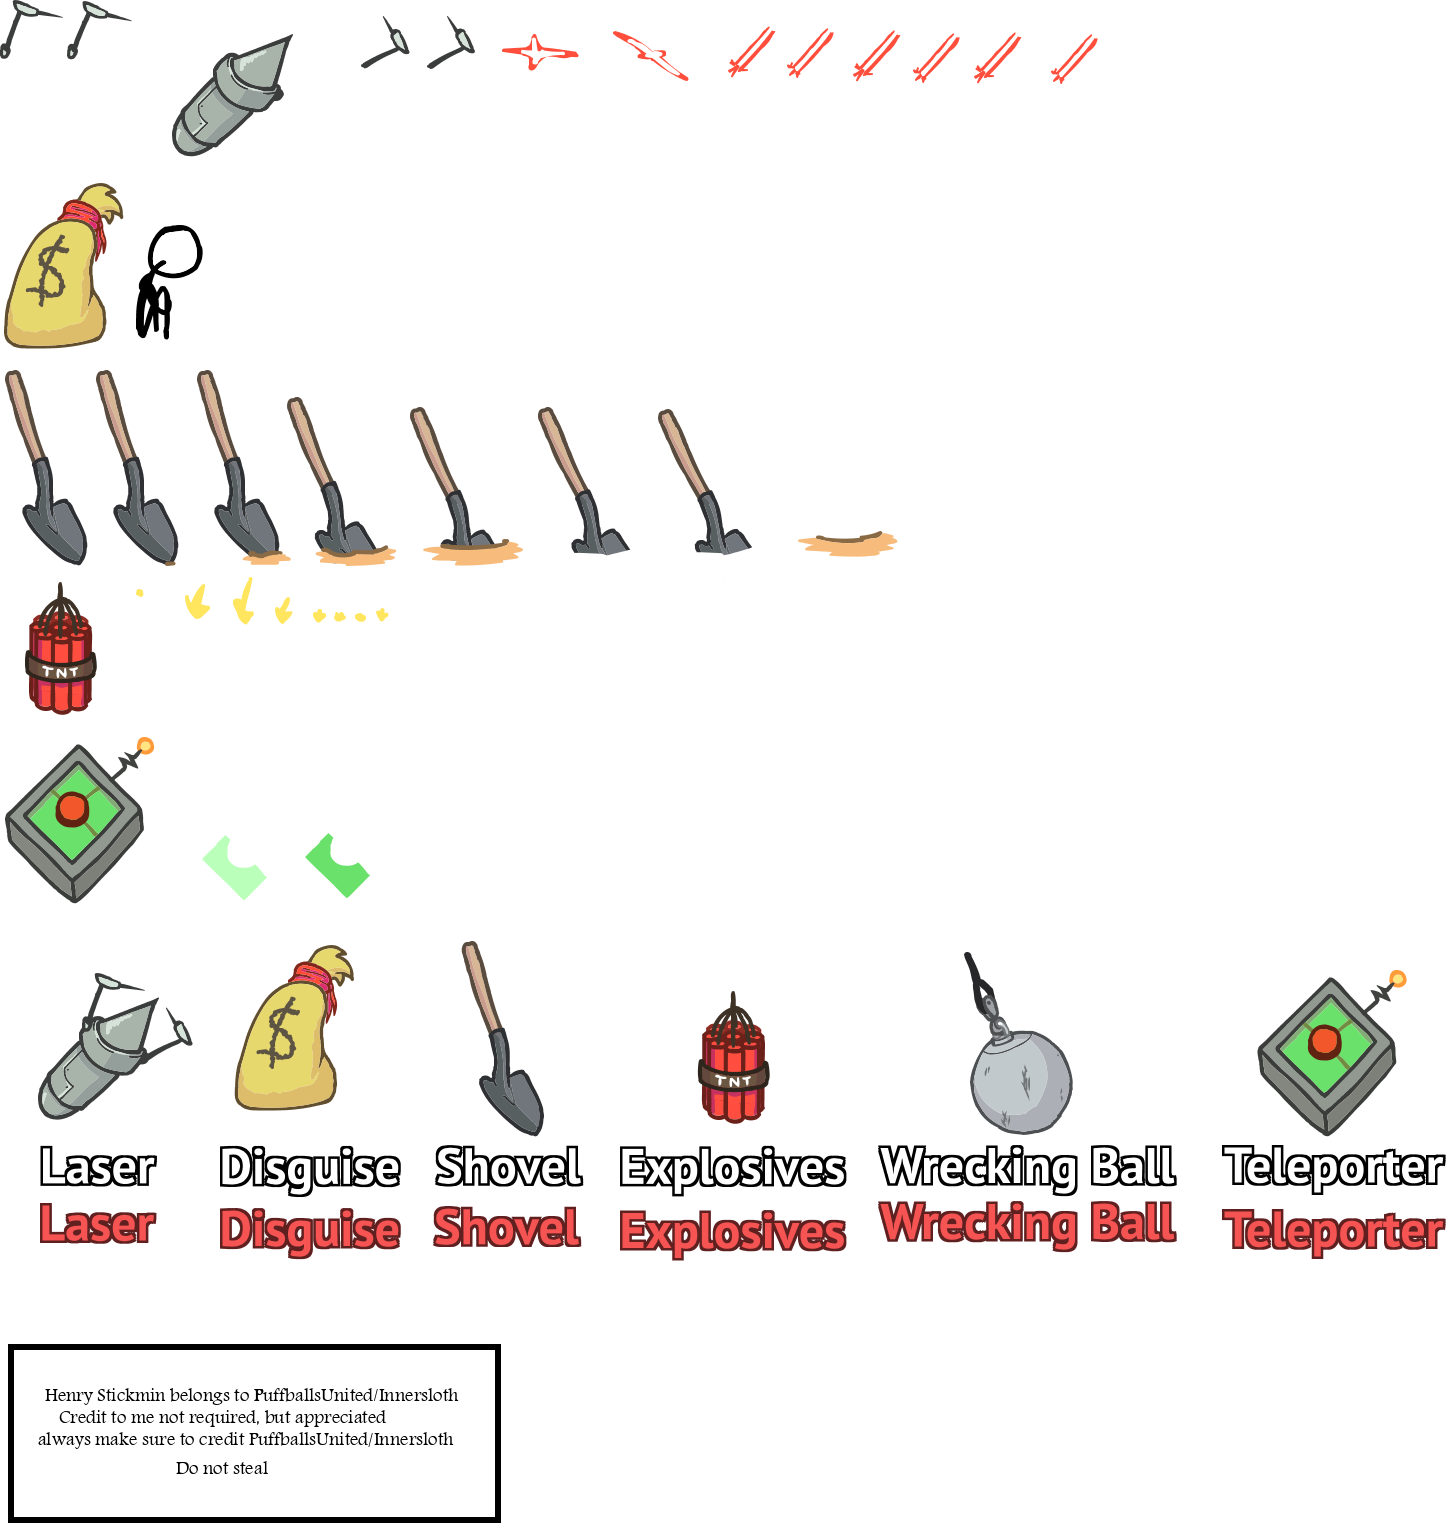 $
TNT
$
TNT
Laser Disguise Shovel Explosives Wrecking Ball Teleporter
Laser Disguise Shovel Explosives Wrecking Ball Teleporter
Henry Stickmin belongs to PuffballsUnited/Innersloth
Credit to me not required, but appreciated
always make sure to credit PuffballsUnited/Innersloth
Do not steal